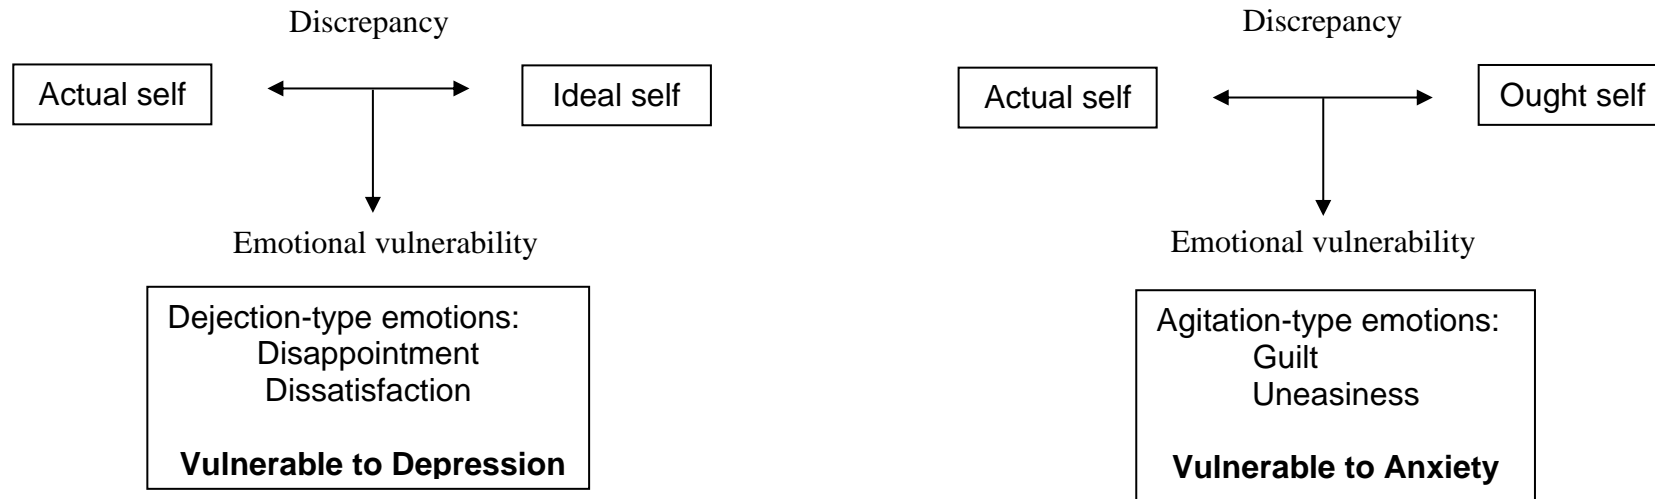 Discrepancy
Actual self
Ideal self
Emotional vulnerability
Dejection-type emotions:
Disappointment
Dissatisfaction
Vulnerable to Depression
Discrepancy
Actual self
Ought self
Emotional vulnerability
Agitation-type emotions:
Guilt
Uneasiness
Vulnerable to Anxiety